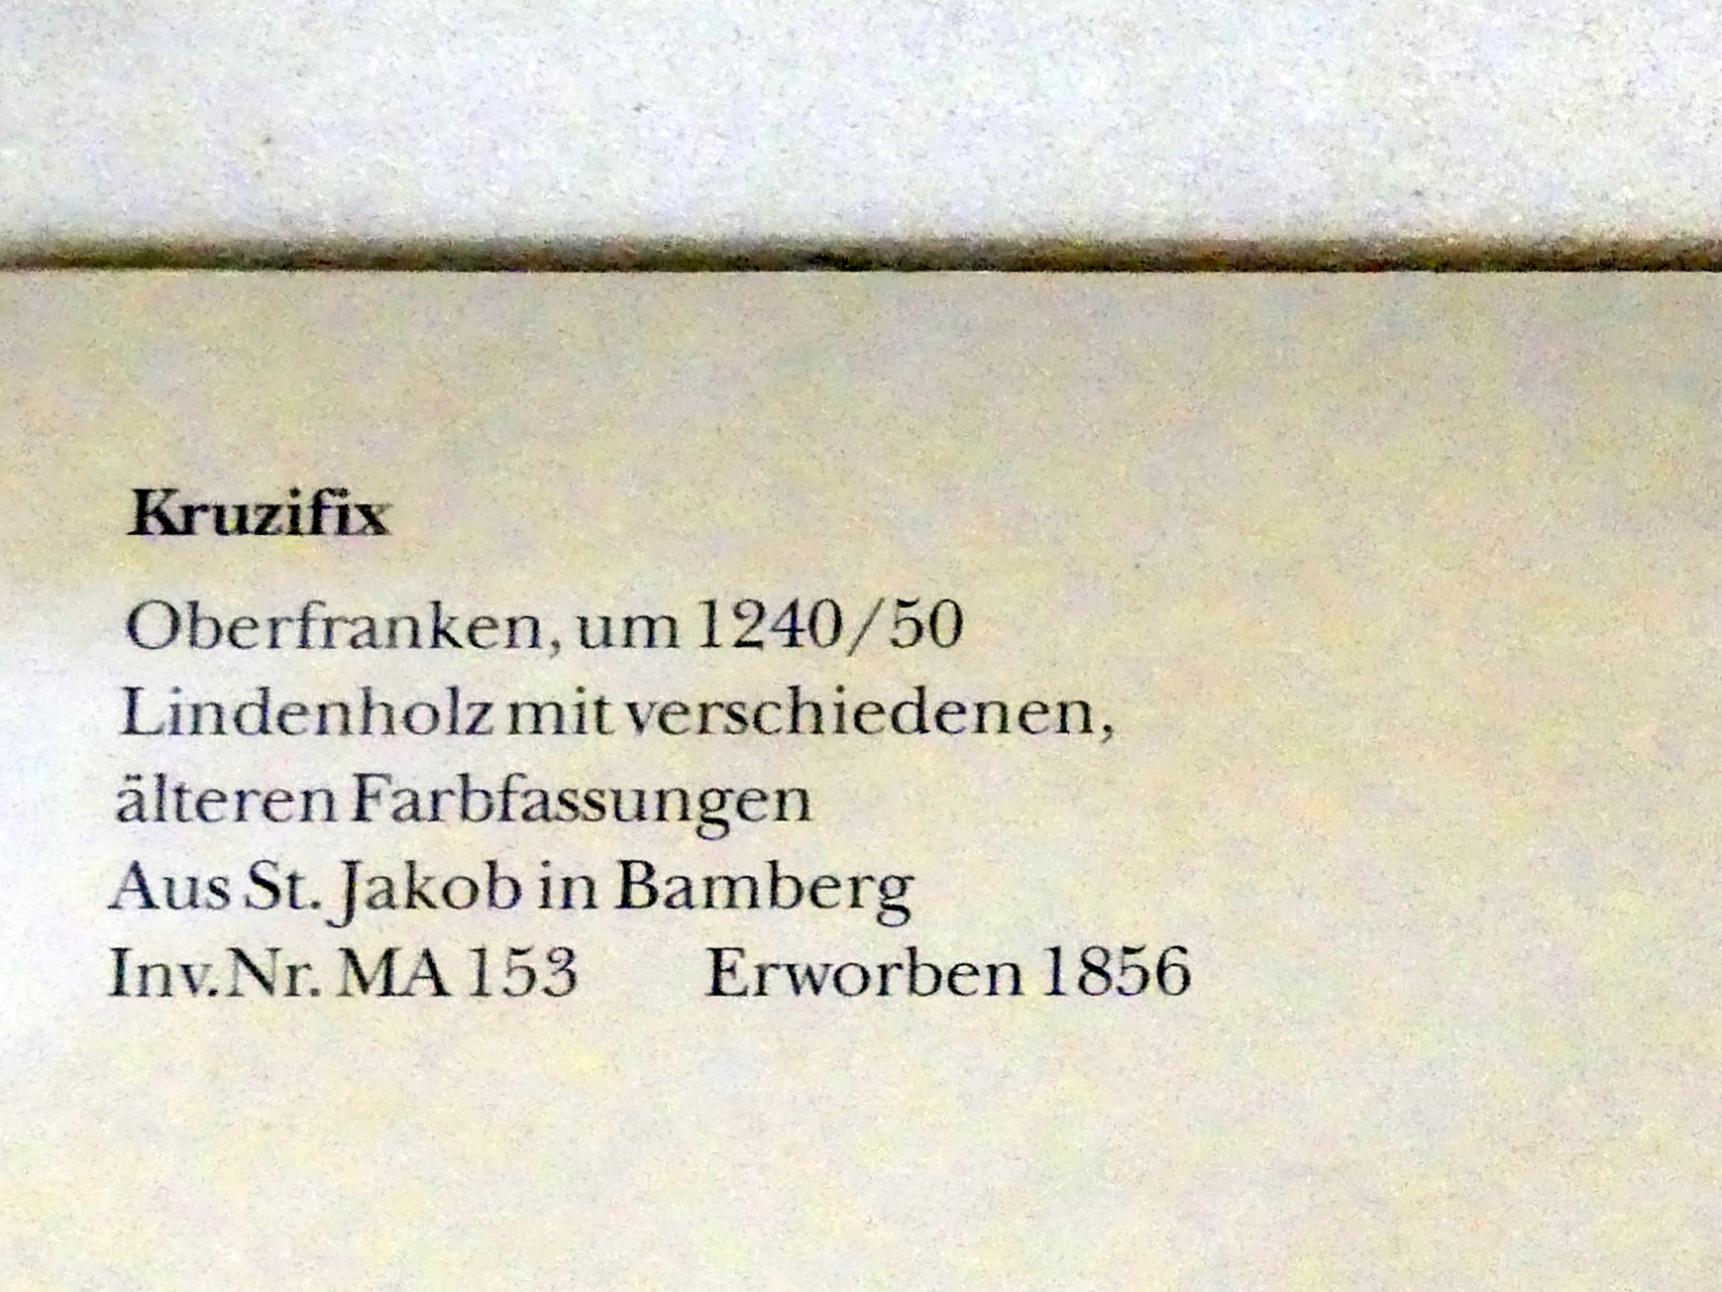 Kruzifix
Oberfranken, um 1240/50
Lindenholz mit verschiedenen,
älteren Farbfassungen
Aus St. Jakob in Bamberg
Inv.Nr. MA 153 Erworben 1856